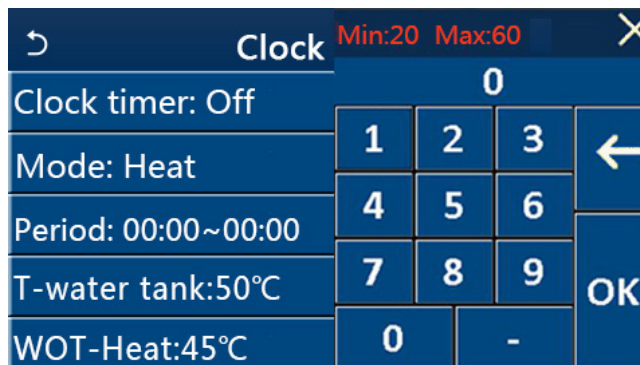 Clock
Clock timer: Off
Mode: Heat
Period: 00:00~00:00
T-water tank:50℃
WOT-Heat:45℃
Min:20 Max:60
0
1 2 3
4 5 6
7 8 9
0 -
OK